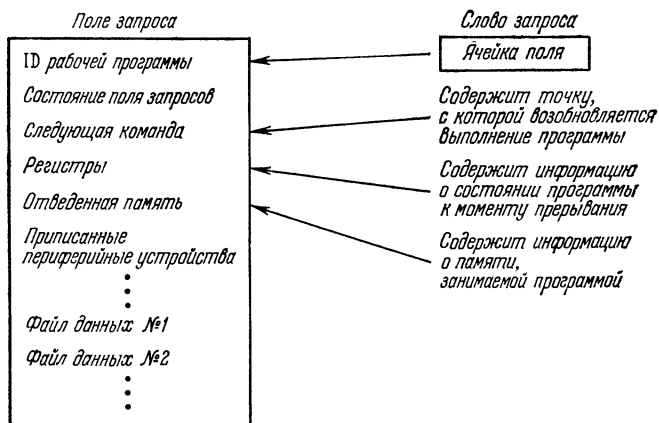 Поле запроса
ID рабочей программы
Состояние поля запросов
Следующая команда
Регистры
Отведенная память
Приписанные
периферийные устройства
Файл данных №1
Файл данных №2
Слово запроса
Ячейка поля
Содержит точку,
с которой возобновляется
выполнение программы
Содержит информацию
о состоянии программы
к моменту прерывания
Содержит информацию
о памяти,
занимаемой программой